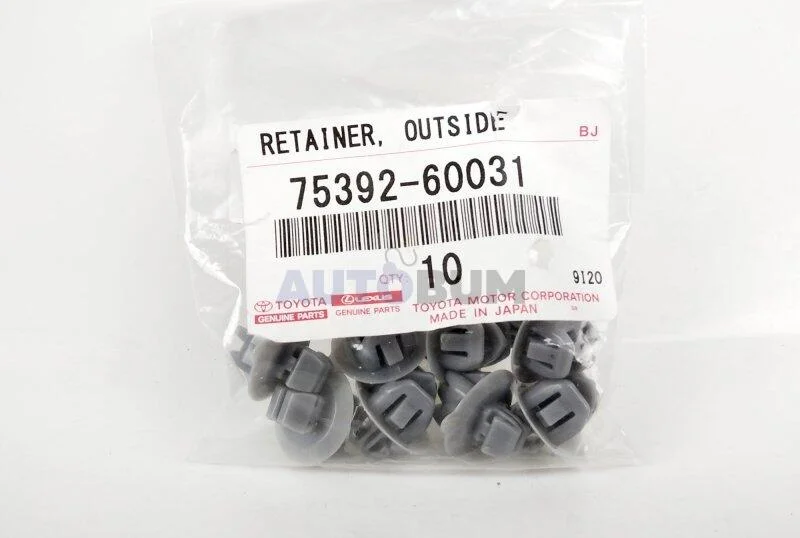 RETAINER, OUTSIDE
BJ
75392-60031
QTY 10
AUTOBUM
9I20
TOYOTA LEXUS TOYOTA MOTOR CORPORATION
GENUINE PARTS GENUINE PARTS MADE IN JAPAN